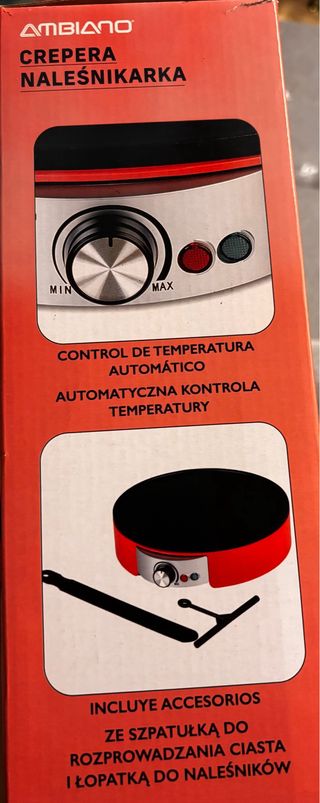 AMBIANO
CREPERA
NALEŚNIKARKA
MIN MAX
CONTROL DE TEMPERATURA
AUTOMÁTICO
AUTOMATYCZNA KONTROLA
TEMPERATURY
INCLUYE ACCESORIOS
ZE SZPATUŁKĄ DO
ROZPROWADZANIA CIASTA
I ŁOPATKĄ DO NALEŚNIKÓW